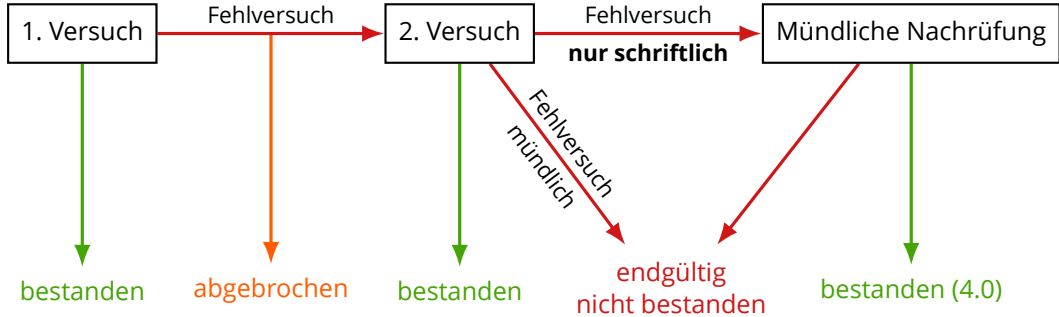 Fehlversuch
Fehlversuch
1. Versuch
2. Versuch
Mündliche Nachrüfung
nur schriftlich
Fehlversuch
mündlich
bestanden
abgebrochen
bestanden
endgültig
nicht bestanden
bestanden (4.0)